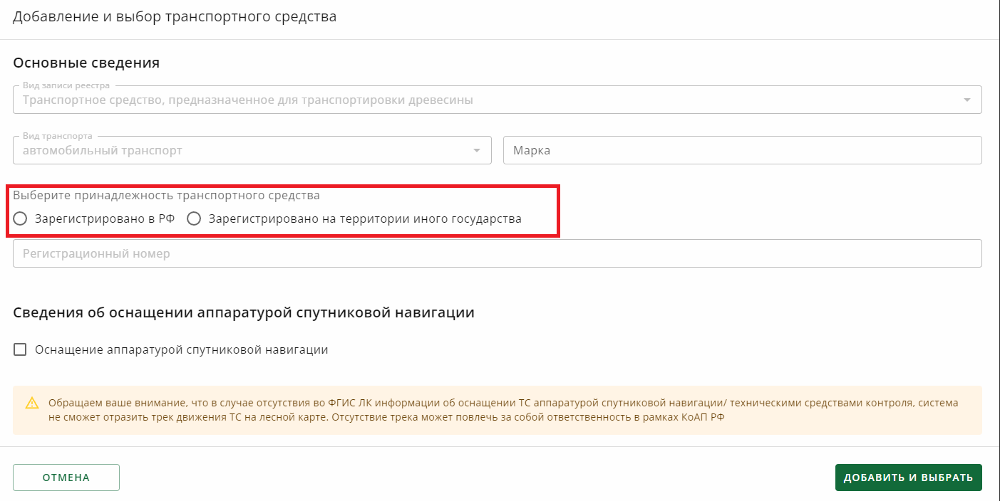 Добавление и выбор транспортного средства
Основные сведения
Вид записи реестра
Транспортное средство, предназначенное для транспортировки древесины
Вид транспорта
автомобильный транспорт
Марка
Выберите принадлежность транспортного средства
Зарегистрировано в РФ Зарегистрировано на территории иного государства
Регистрационный номер
Сведения об оснащении аппаратурой спутниковой навигации
Оснащение аппаратурой спутниковой навигации
Обращаем ваше внимание, что в случае отсутствия во ФГИС ЛК информации об оснащении ТС аппаратурой спутниковой навигации/ техническими средствами контроля, система
не сможет отразить трек движения ТС на лесной карте. Отсутствие трека может повлечь за собой ответственность в рамках КоАП РФ
ОТМЕНА
ДОБАВИТЬ И ВЫБРАТЬ